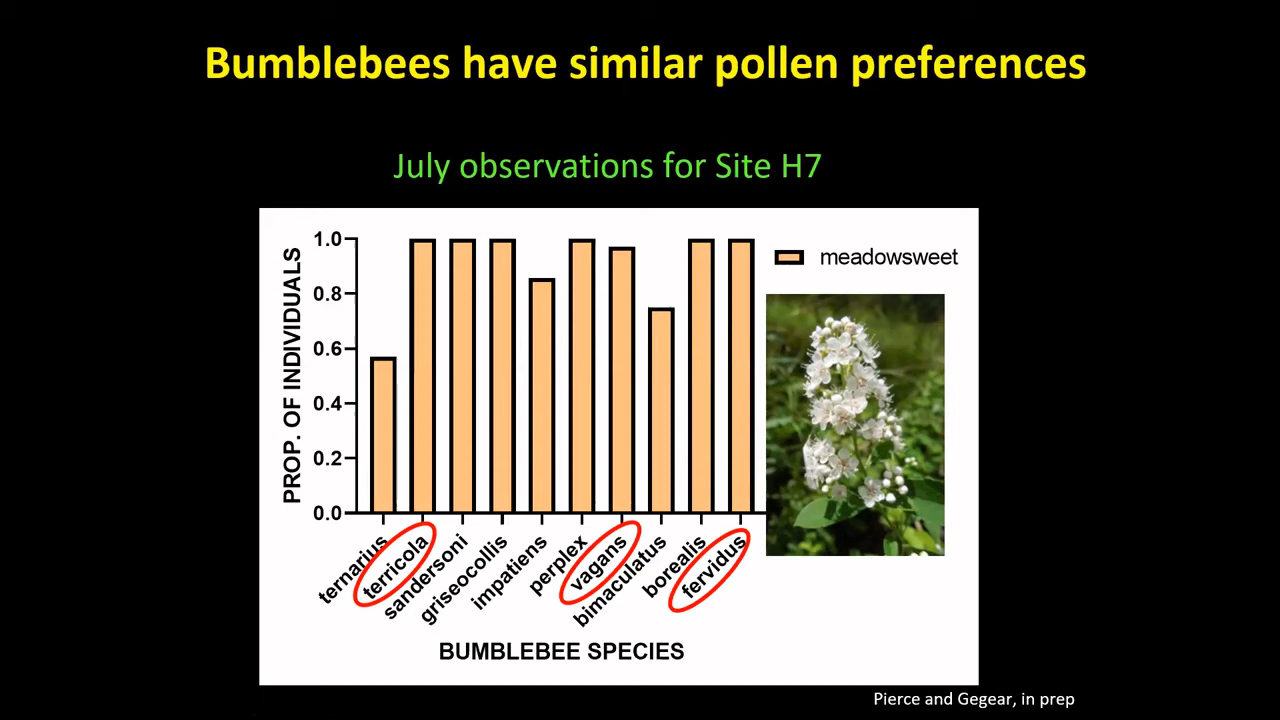 Bumblebees have similar pollen preferences
July observations for Site H7
PROP. OF INDIVIDUALS
1.0
0.8
0.6
0.4
0.2
0.0
meadowsweet
ternarius
terricola
sandersoni
griseocollis
impatiens
perplex
vagans
bimaculatus
borealis
fervidus
BUMBLEBEE SPECIES
Pierce and Gegear, in prep